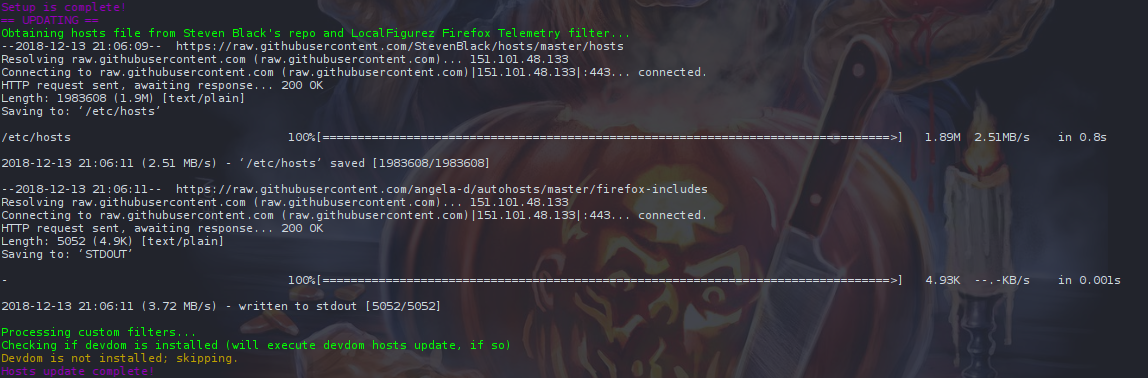 Setup is complete!
== UPDATING ==
Obtaining hosts file from Steven Black's repo and LocalFigurez Firefox Telemetry filter...
--2018-12-13 21:06:09--  https://raw.githubusercontent.com/StevenBlack/hosts/master/hosts
Resolving raw.githubusercontent.com (raw.githubusercontent.com)... 151.101.48.133
Connecting to raw.githubusercontent.com (raw.githubusercontent.com)|151.101.48.133|:443... connected.
HTTP request sent, awaiting response... 200 OK
Length: 1983608 (1.9M) [text/plain]
Saving to: ‘/etc/hosts’
/etc/hosts 100%[=================================================================================>] 1.89M 2.51MB/s in 0.8s
2018-12-13 21:06:11 (2.51 MB/s) - ‘/etc/hosts’ saved [1983608/1983608]
--2018-12-13 21:06:11--  https://raw.githubusercontent.com/angela-d/autohosts/master/firefox-includes
Resolving raw.githubusercontent.com (raw.githubusercontent.com)... 151.101.48.133
Connecting to raw.githubusercontent.com (raw.githubusercontent.com)|151.101.48.133|:443... connected.
HTTP request sent, awaiting response... 200 OK
Length: 5052 (4.9K) [text/plain]
Saving to: ‘STDOUT’
- 100%[=================================================================================>] 4.93K --.-KB/s in 0.001s
2018-12-13 21:06:11 (3.72 MB/s) - written to stdout [5052/5052]
Processing custom filters...
Checking if devdom is installed (will execute devdom hosts update, if so)
Devdom is not installed; skipping.
Hosts update complete!